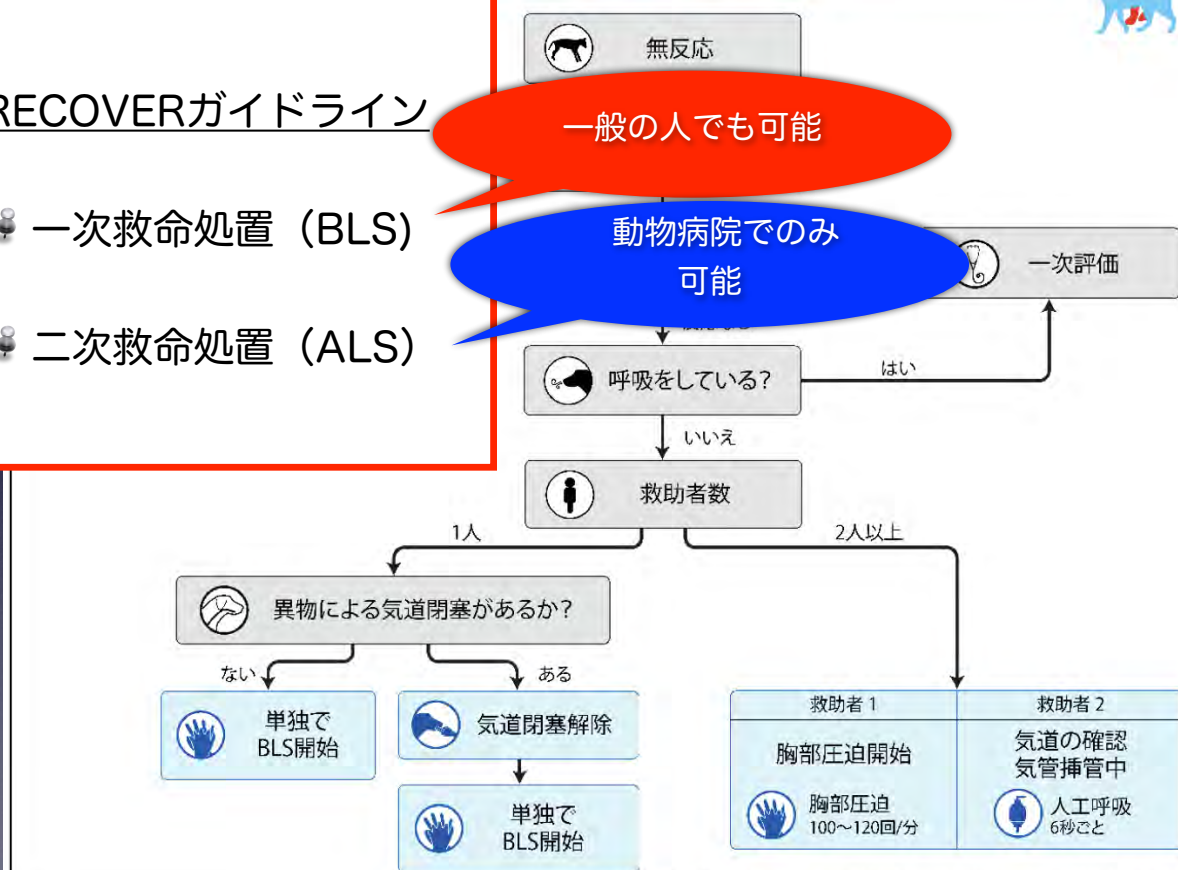 RECOVERガイドライン
一次救命処置（BLS)
二次救命処置（ALS）
一般の人でも可能
動物病院でのみ
可能
無反応
一次評価
呼吸をしている?
はい
いいえ
救助者数
1人
2人以上
異物による気道閉塞があるか?
ない
ある
単独で
BLS開始
気道閉塞解除
単独で
BLS開始
救助者 1
胸部圧迫開始
胸部圧迫
100〜120回/分
救助者 2
気道の確認
気管挿管中
人工呼吸
6秒ごと